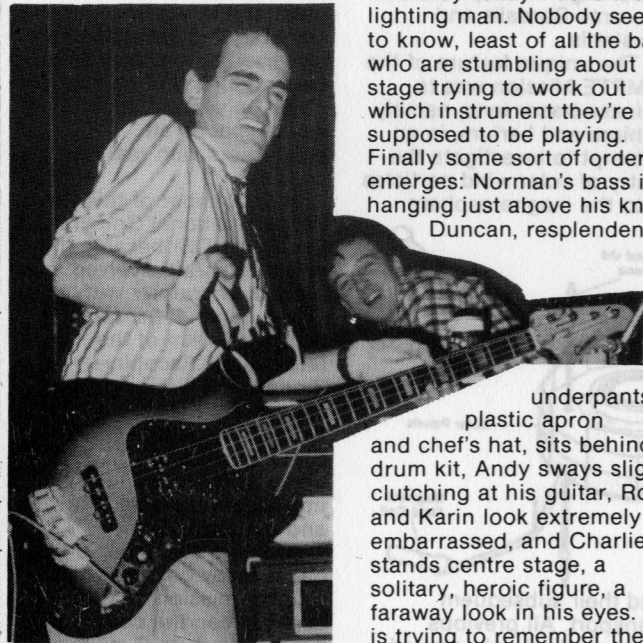 lighting man. Nobody see
to know, least of all the ba
who are stumbling about
stage trying to work out
which instrument they're
supposed to be playing.
Finally some sort of order
emerges: Norman's bass i
hanging just above his kn
Duncan, resplenden
underpants
plastic apron
and chef's hat, sits behin
drum kit, Andy sways slig
clutching at his guitar, Ro
and Karin look extremely
embarrassed, and Charlie
stands centre stage, a
solitary, heroic figure, a
faraway look in his eyes
is trying to remember the